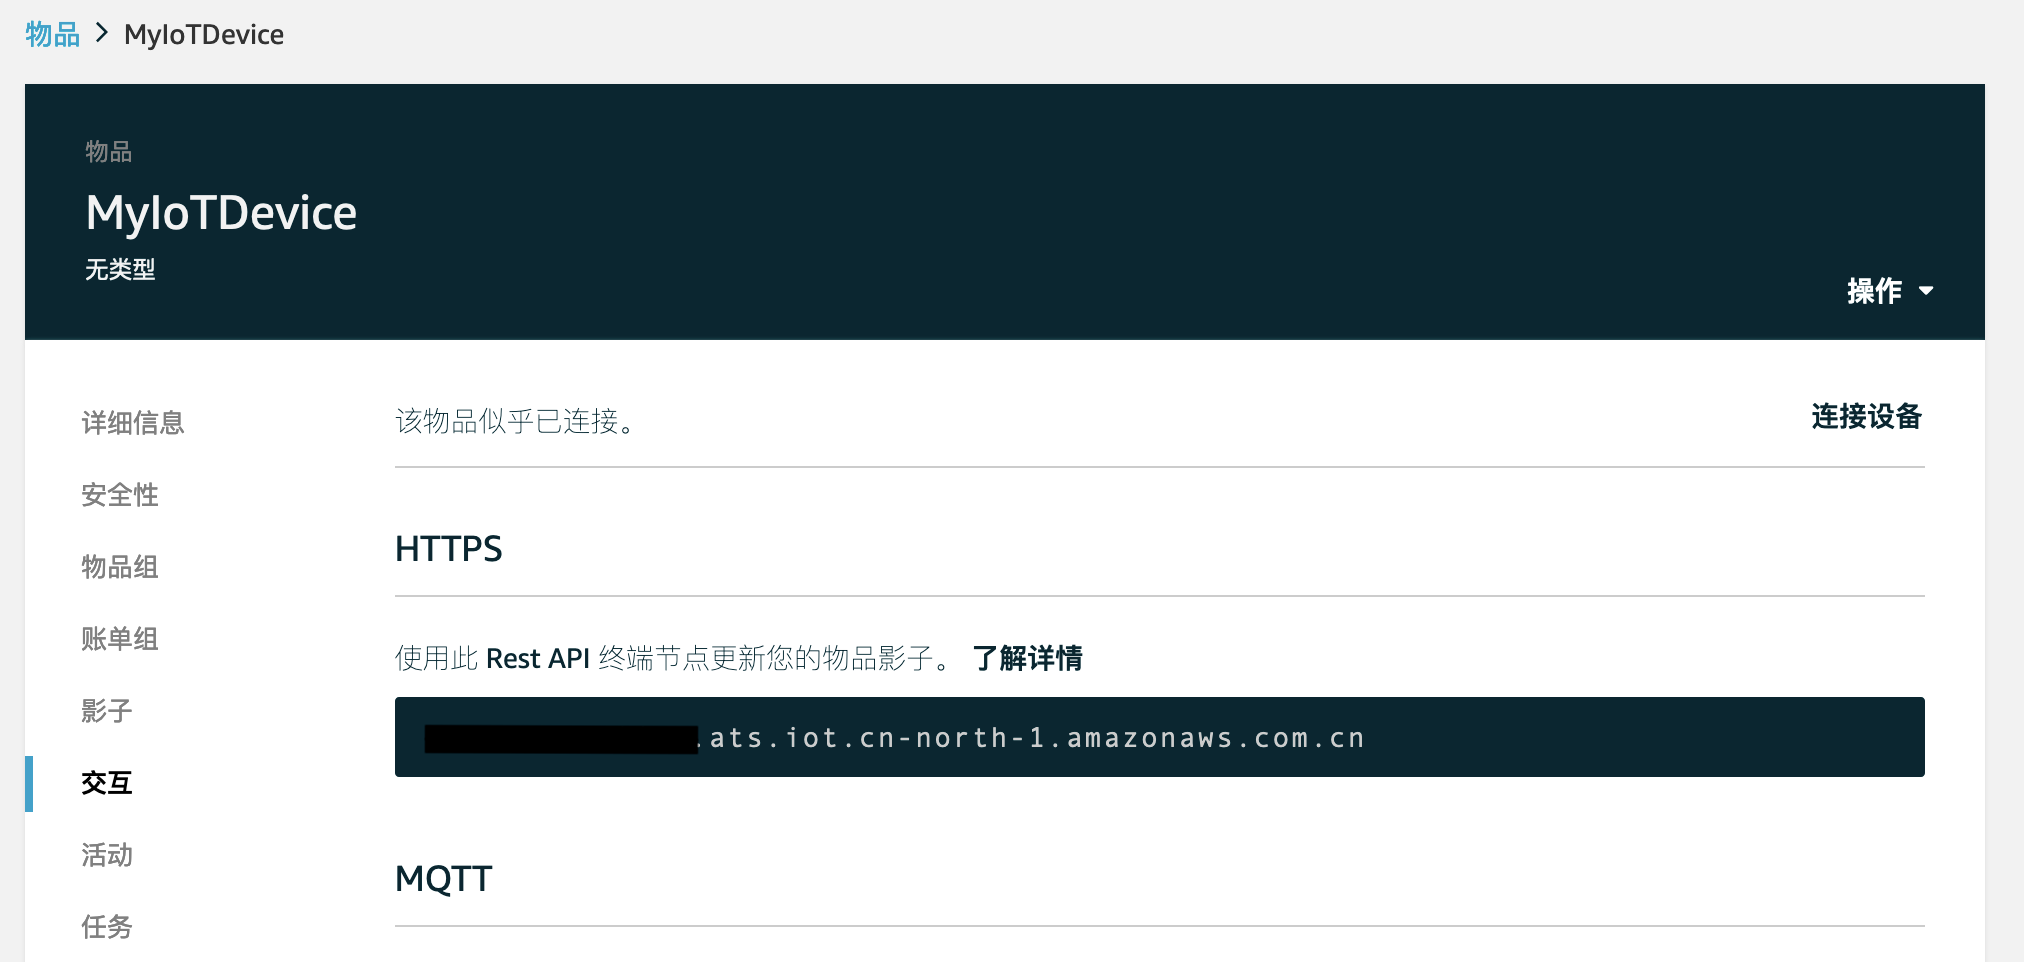 物品 > MyIoTDevice
物品
MyIoTDevice
无类型
操作
详细信息
安全性
物品组
账单组
影子
交互
活动
任务
该物品似乎已连接。
连接设备
HTTPS
使用此 Rest API 终端节点更新您的物品影子。 了解详情
.ats.iot.cn-north-1.amazonaws.com.cn
MQTT